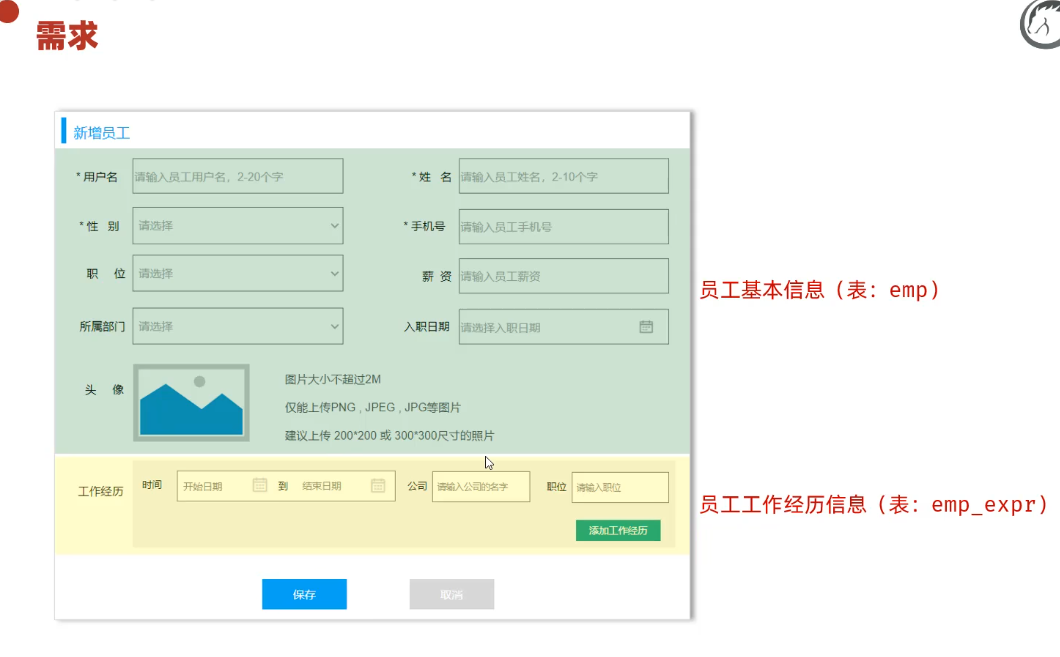 需求
新增员工
* 用户名 请输入员工用户名，2-20个字 * 姓 名 请输入员工姓名，2-10个字
* 性 别 请选择 * 手机号 请输入员工手机号
职 位 请选择 薪 资 请输入员工薪资
员工基本信息（表：emp）
所属部门 请选择 入职日期 请选择入职日期
头 像
图片大小不超过2M
仅能上传PNG , JPEG , JPG等图片
建议上传 200*200 或 300*300尺寸的照片
工作经历 时间 开始日期 到 结束日期 公司 请输入公司的名字 职位 请输入职位
员工工作经历信息（表：emp_expr）
添加工作经历
保存 取消